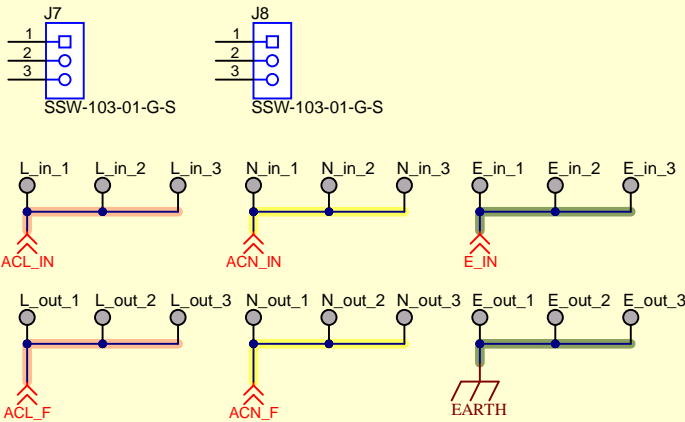 J7 J8
1 1
2 2
3 3
SSW-103-01-G-S SSW-103-01-G-S
L_in_1 L_in_2 L_in_3 N_in_1 N_in_2 N_in_3 E_in_1 E_in_2 E_in_3
ACL_IN ACN_IN E_IN
L_out_1 L_out_2 L_out_3 N_out_1 N_out_2 N_out_3 E_out_1 E_out_2 E_out_3
ACL_F ACN_F EARTH